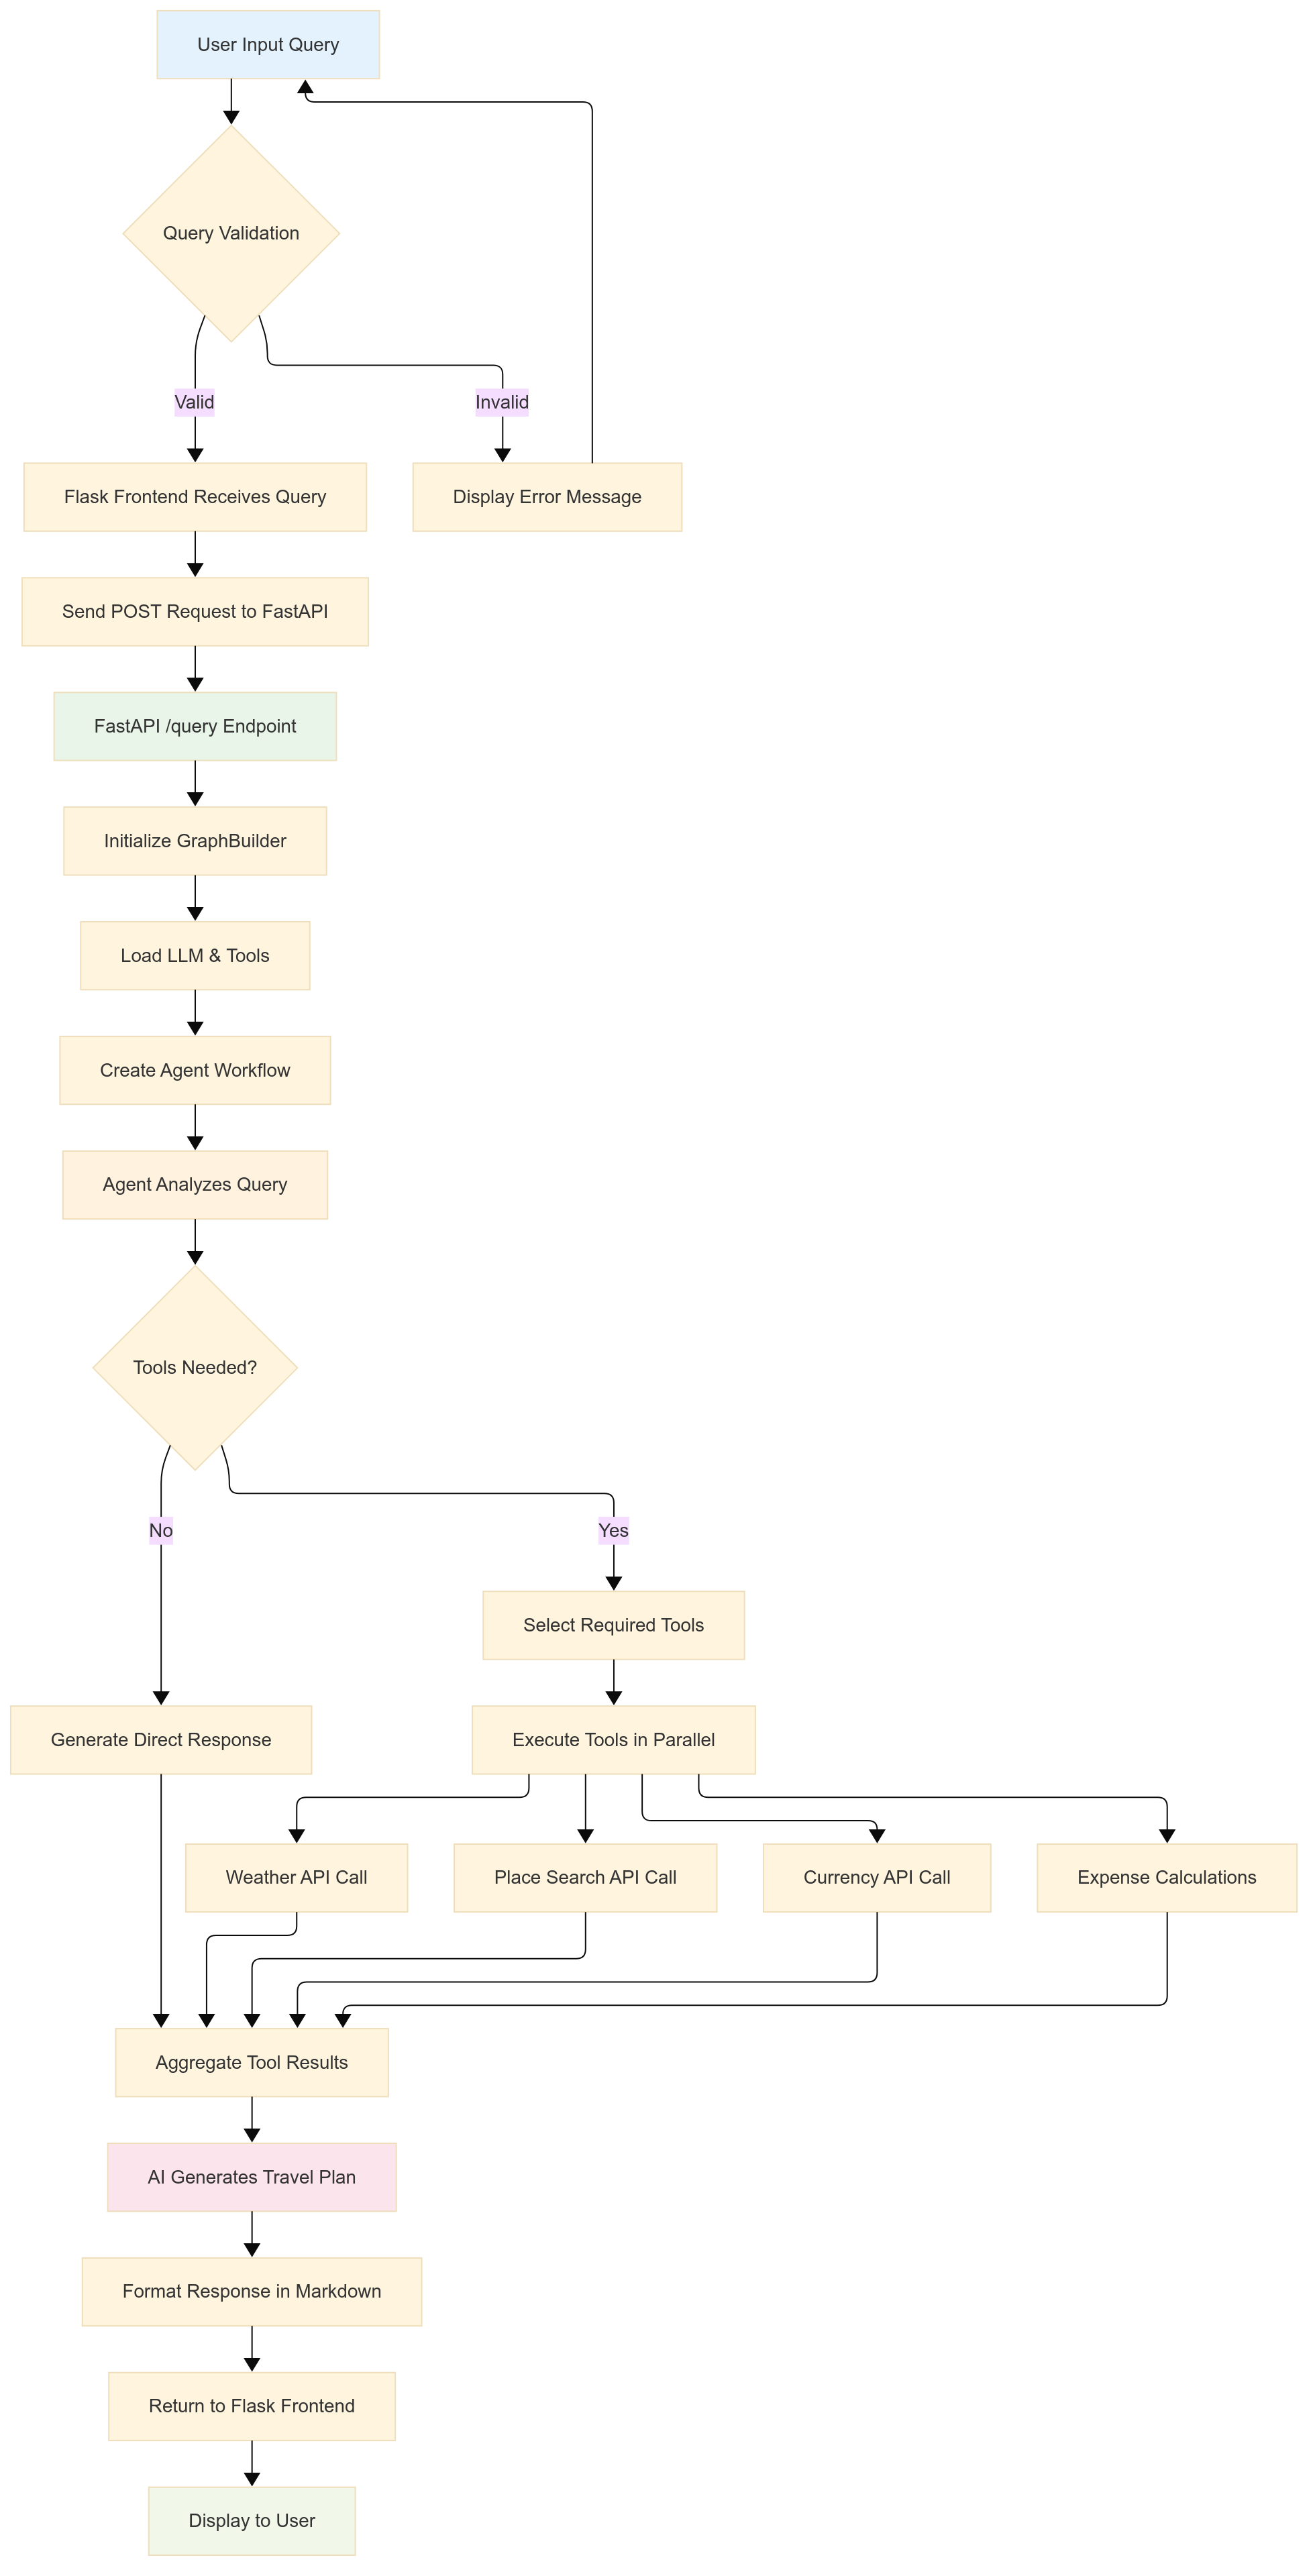 User Input Query
Query Validation
Valid
Invalid
Flask Frontend Receives Query
Display Error Message
Send POST Request to FastAPI
FastAPI /query Endpoint
Initialize GraphBuilder
Load LLM & Tools
Create Agent Workflow
Agent Analyzes Query
Tools Needed?
No
Yes
Select Required Tools
Generate Direct Response
Execute Tools in Parallel
Weather API Call
Place Search API Call
Currency API Call
Expense Calculations
Aggregate Tool Results
AI Generates Travel Plan
Format Response in Markdown
Return to Flask Frontend
Display to User